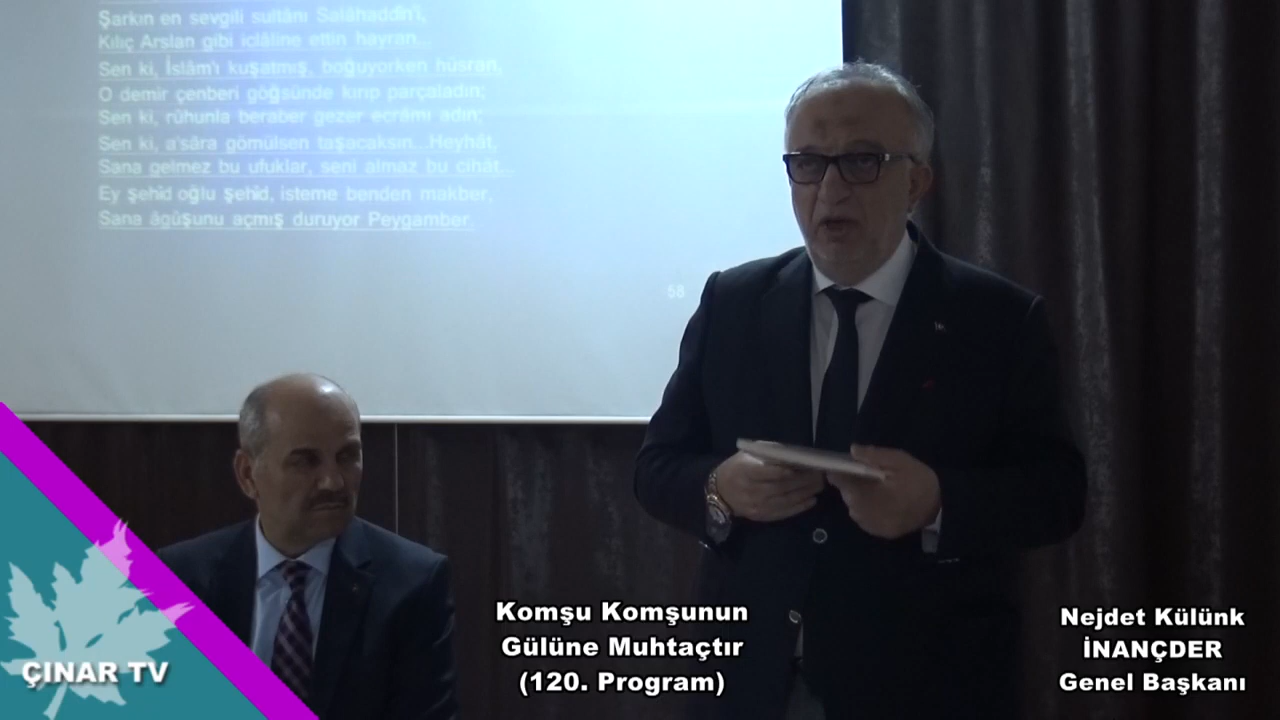 Şarkın en sevgili sultânı Salâhaddîn'i,
Kılıç Arslan gibi iclâline ettin hayran...
Sen ki, İslâm'ı kuşatmış, boğuyorken hüsran,
O demir çenberi göğsünde kırıp parçaladın;
Sen ki, rûhunla beraber gezer ecrâmı adın;
Sen ki, a'sâra gömülsen taşacaksın...Heyhât,
Sana gelmez bu ufuklar, seni almaz bu cihât...
Ey şehid oğlu şehid, isteme benden makber,
Sana âgûşunu açmış duruyor Peygamber.
58
ÇINAR TV
Komşu Komşunun
Gülüne Muhtaçtır
(120. Program)
Nejdet Külünk
İNANÇDER
Genel Başkanı